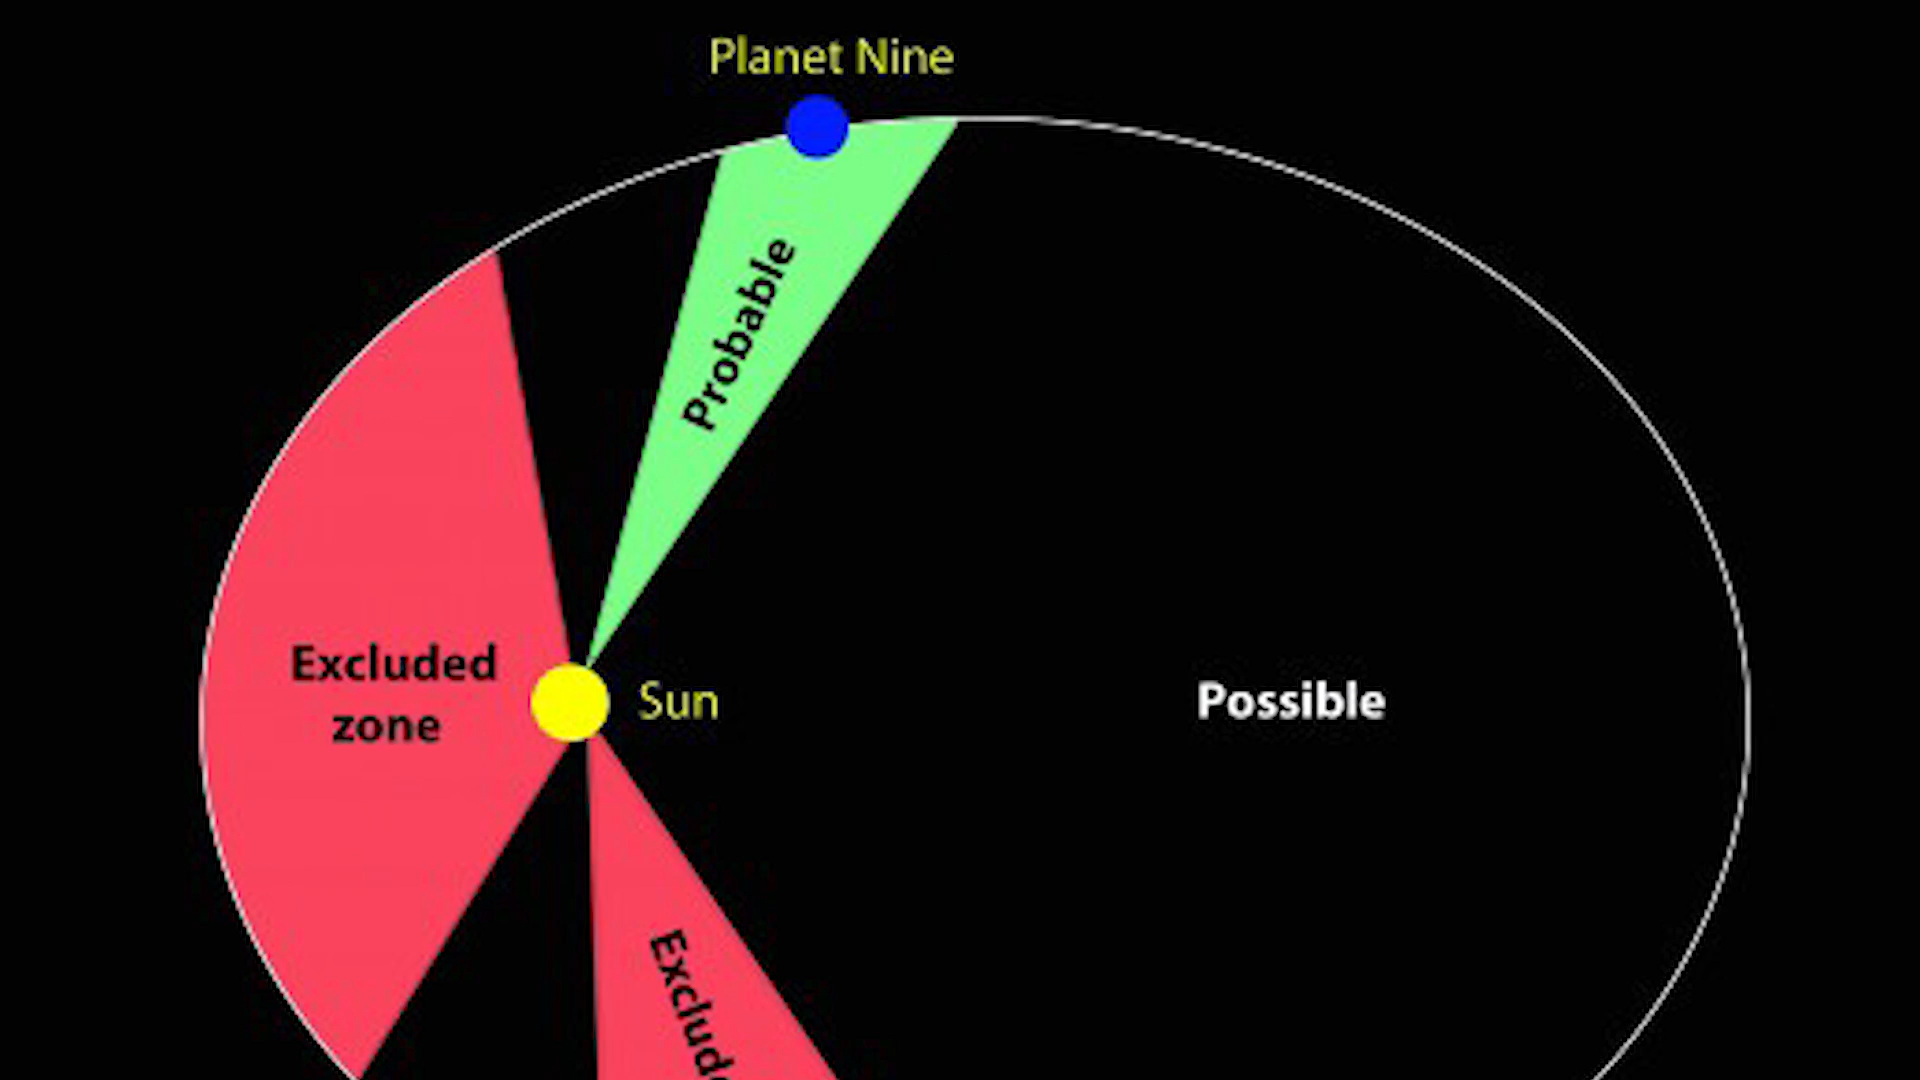 Planet Nine
Probable
Excluded
zone
Sun
Possible